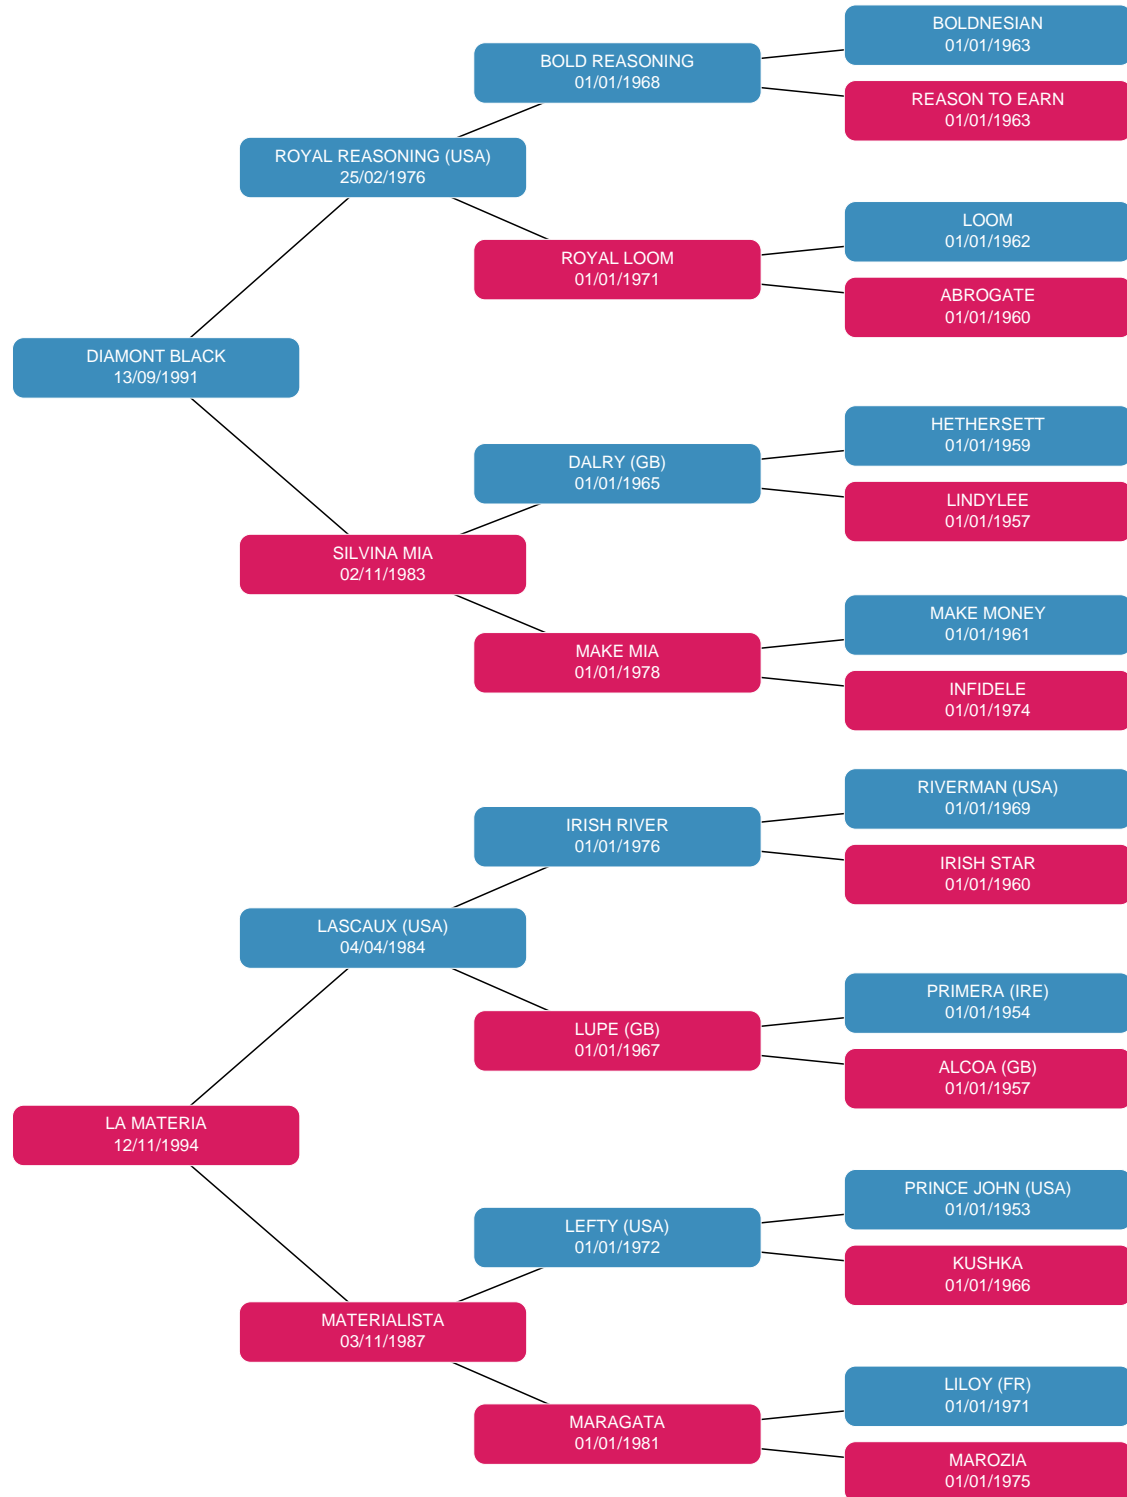 BOLDNESIAN
01/01/1963
BOLD REASONING
01/01/1968
REASON TO EARN
01/01/1963
ROYAL REASONING (USA)
25/02/1976
LOOM
01/01/1962
ROYAL LOOM
01/01/1971
ABROGATE
01/01/1960
DIAMONT BLACK
13/09/1991
HETHERSETT
01/01/1959
DALRY (GB)
01/01/1965
LINDYLEE
01/01/1957
SILVINA MIA
02/11/1983
MAKE MONEY
01/01/1961
MAKE MIA
01/01/1978
INFIDELE
01/01/1974
RIVERMAN (USA)
01/01/1969
IRISH RIVER
01/01/1976
IRISH STAR
01/01/1960
LASCAUX (USA)
04/04/1984
PRIMERA (IRE)
01/01/1954
LUPE (GB)
01/01/1967
ALCOA (GB)
01/01/1957
LA MATERIA
12/11/1994
PRINCE JOHN (USA)
01/01/1953
LEFTY (USA)
01/01/1972
KUSHKA
01/01/1966
MATERIALISTA
03/11/1987
LILOY (FR)
01/01/1971
MARAGATA
01/01/1981
MAROZIA
01/01/1975